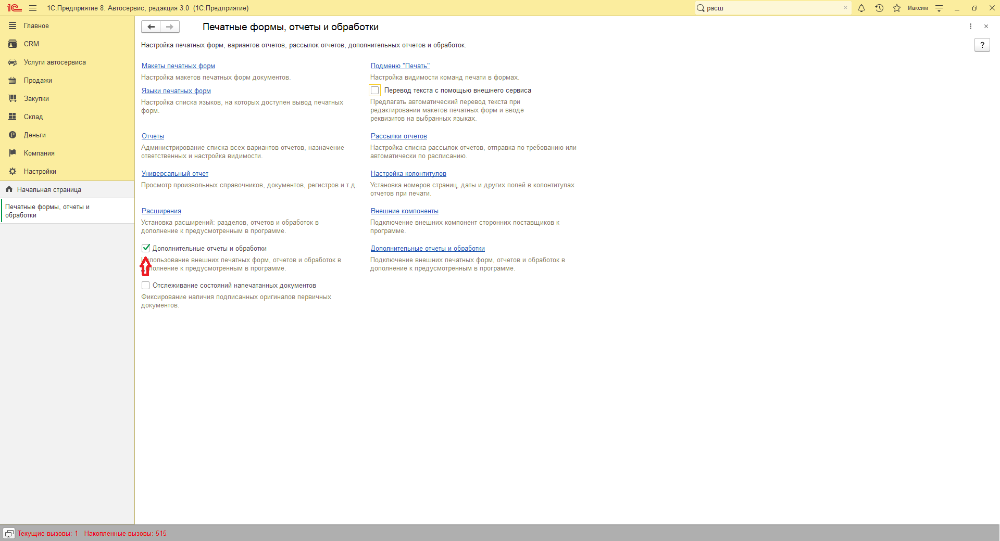 1С:Предприятие 8. Автосервис, редакция 3.0 (1С:Предприятие)
расш
Максим
Главное
CRM
Услуги автосервиса
Продажи
Закупки
Склад
Деньги
Компания
Настройки
Начальная страница
Печатные формы, отчеты и
обработки
Печатные формы, отчеты и обработки
Настройка печатных форм, вариантов отчетов, рассылок отчетов, дополнительных отчетов и обработок.
?
Макеты печатных форм
Настройка макетов печатных форм документов.
Подменю "Печать"
Настройка видимости команд печати в формах.
Языки печатных форм
Настройка списка языков, на которых доступен вывод печатных
форм.
Перевод текста с помощью внешнего сервиса
Предлагать автоматический перевод текста при
редактировании макетов печатных форм и вводе
реквизитов на выбранных языках.
Отчеты
Администрирование списка всех вариантов отчетов, назначение
ответственных и настройка видимости.
Рассылки отчетов
Настройка списка рассылок отчетов, отправка по требованию или
автоматически по расписанию.
Универсальный отчет
Просмотр произвольных справочников, документов, регистров и т.д.
Настройка колонтитулов
Установка номеров страниц, даты и других полей в колонтитулах
отчетов при печати.
Расширения
Установка расширений: разделов, отчетов и обработок в
дополнение к предусмотренным в программе.
Внешние компоненты
Подключение внешних компонент сторонних поставщиков к
программе.
Дополнительные отчеты и обработки
внешних печатных форм, отчетов и обработок в
к предусмотренным в программе.
Дополнительные отчеты и обработки
Подключение внешних печатных форм, отчетов и обработок в
дополнение к предусмотренным в программе.
Отслеживание состояний напечатанных документов
Фиксирование наличия подписанных оригиналов первичных
документов.
Текущие вызовы: 1 Накопленные вызовы: 515